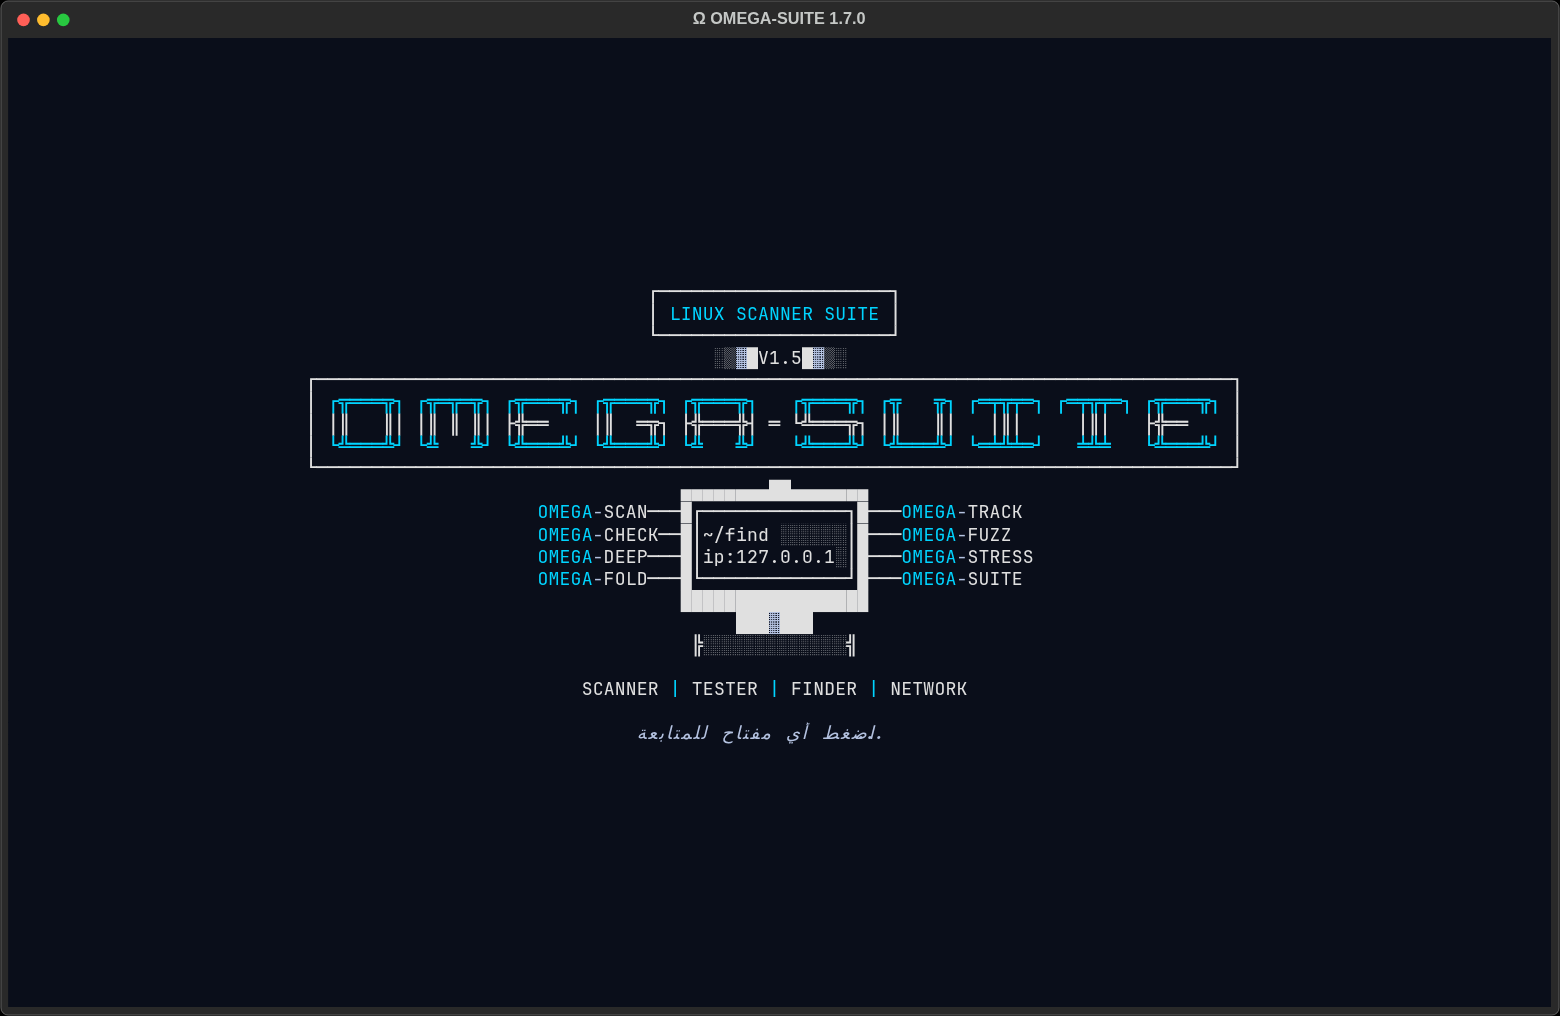 Ω OMEGA-SUITE 1.7.0
LINUX SCANNER SUITE
V1.5
OMEGA-SUITE
OMEGA-SCAN
OMEGA-TRACK
OMEGA-CHECK
~/find
OMEGA-FUZZ
OMEGA-DEEP
ip:127.0.0.1
OMEGA-STRESS
OMEGA-FOLD
OMEGA-SUITE
SCANNER | TESTER | FINDER | NETWORK
اضغط أي مفتاح للمتابعة.